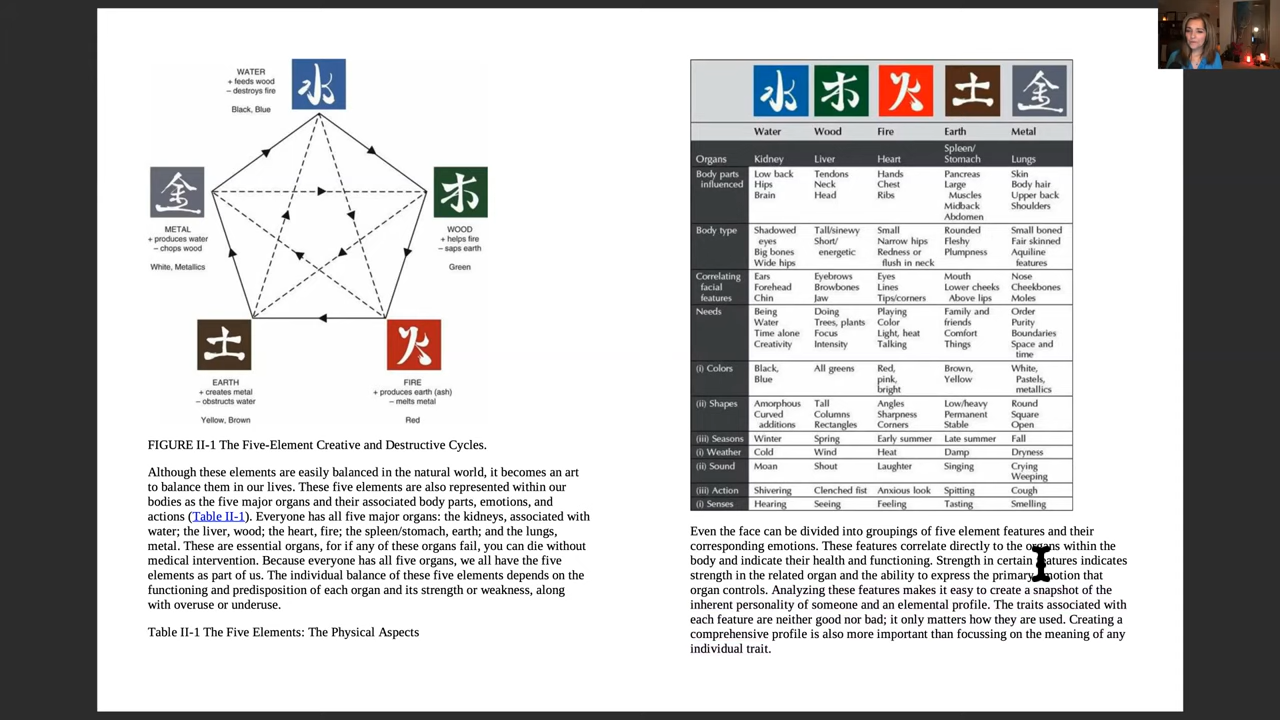 水
WATER
+ feeds wood
– destroys fire
Black, Blue
金
METAL
+ produces water
– chops wood
White, Metallics
木
WOOD
+ helps fire
– saps earth
Green
土
EARTH
+ creates metal
– obstructs water
Yellow, Brown
火
FIRE
+ produces earth (ash)
– melts metal
Red
FIGURE II-1 The Five-Element Creative and Destructive Cycles.
Although these elements are easily balanced in the natural world, it becomes an art
to balance them in our lives. These five elements are also represented within our
bodies as the five major organs and their associated body parts, emotions, and
actions (Table II-1). Everyone has all five major organs: the kidneys, associated with
water; the liver, wood; the heart, fire; the spleen/stomach, earth; and the lungs,
metal. These are essential organs, for if any of these organs fail, you can die without
medical intervention. Because everyone has all five organs, we all have the five
elements as part of us. The individual balance of these five elements depends on the
functioning and predisposition of each organ and its strength or weakness, along
with overuse or underuse.
Table II-1 The Five Elements: The Physical Aspects
水 木 火 土 金
Water Wood Fire Earth Metal
Spleen/
Organs Kidney Liver Heart Stomach Lungs
Body parts Low back Tendons Hands Pancreas Skin
influenced Hips Neck Chest Large Body hair
Brain Head Ribs Muscles Upper back
Midback Shoulders
Abdomen
Body type Shadowed Tall/sinewy Small Rounded Small boned
eyes Short/ Narrow hips Fleshy Fair skinned
Big bones energetic Redness or Plumpness Aquiline
Wide hips flush in neck features
Correlating Ears Eyebrows Eyes Mouth Nose
facial Forehead Browbones Lines Lower cheeks Cheekbones
features Chin Jaw Tips/corners Above lips Moles
Needs Being Doing Playing Family and Order
Water Trees, plants Color friends Purity
Time alone Focus Light, heat Comfort Boundaries
Creativity Intensity Talking Things Space and
time
(i) Colors Black, All greens Red, Brown, White,
Blue pink, Yellow Pastels,
bright metallics
(ii) Shapes Amorphous Tall Angles Low/heavy Round
Curved Columns Sharpness Permanent Square
additions Rectangles Corners Stable Open
(iii) Seasons Winter Spring Early summer Late summer Fall
(i) Weather Cold Wind Heat Damp Dryness
(ii) Sound Moan Shout Laughter Singing Crying
Weeping
(iii) Action Shivering Clenched fist Anxious look Spitting Cough
(i) Senses Hearing Seeing Feeling Tasting Smelling
Even the face can be divided into groupings of five element features and their
corresponding emotions. These features correlate directly to the organs within the
body and indicate their health and functioning. Strength in certain features indicates
strength in the related organ and the ability to express the primary emotion that
organ controls. Analyzing these features makes it easy to create a snapshot of the
inherent personality of someone and an elemental profile. The traits associated with
each feature are neither good nor bad; it only matters how they are used. Creating a
comprehensive profile is also more important than focussing on the meaning of any
individual trait.